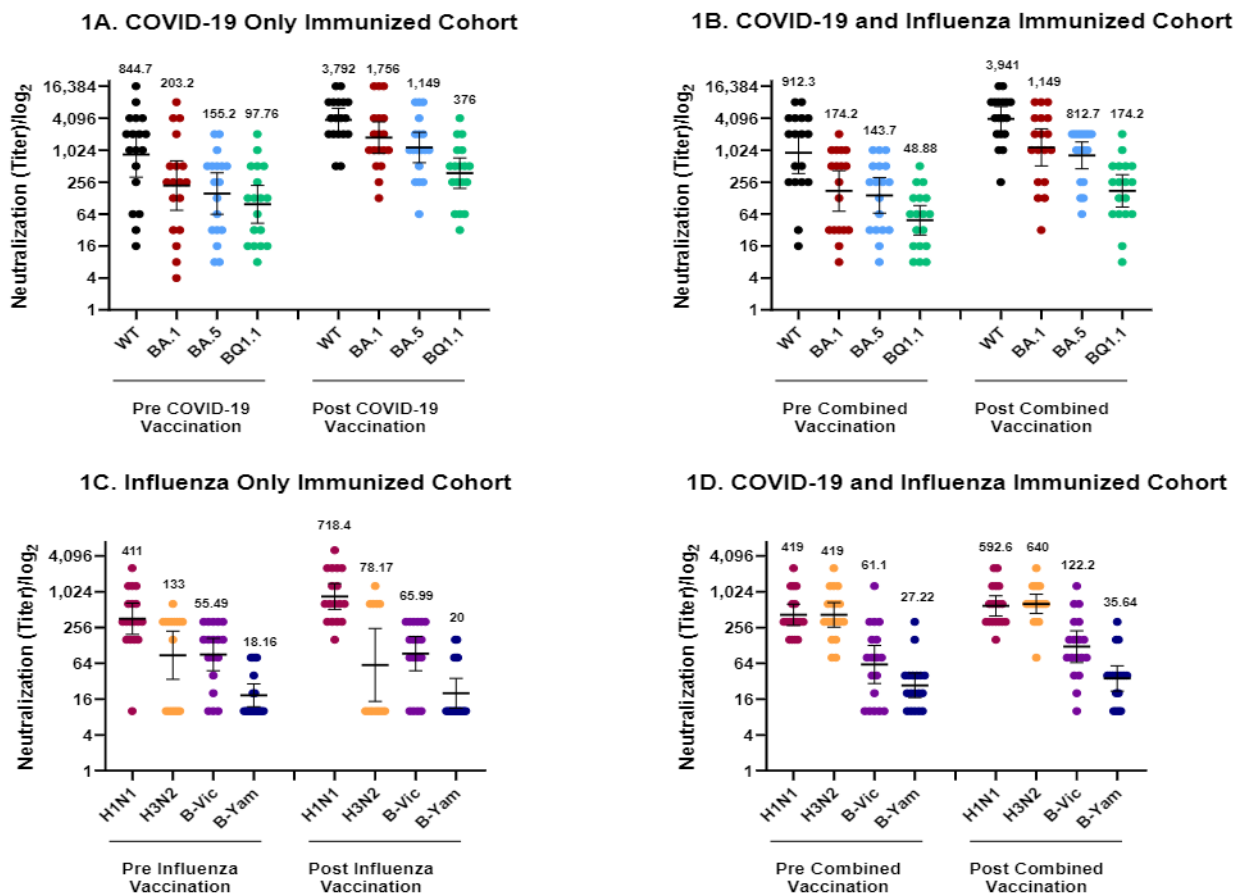 1A. COVID-19 Only Immunized Cohort
Neutralization (Titer)/log2
16,384
4,096
1,024
256
64
16
4
1
844.7
203.2
155.2
97.76
3,792
1,756
1,149
376
WT
BA.1
BA.5
BQ1.1
WT
BA.1
BA.5
BQ1.1
Pre COVID-19
Vaccination
Post COVID-19
Vaccination
1B. COVID-19 and Influenza Immunized Cohort
Neutralization (Titer)/log2
16,384
4,096
1,024
256
64
16
4
1
912.3
174.2
143.7
48.88
3,941
1,149
812.7
174.2
WT
BA.1
BA.5
BQ1.1
WT
BA.1
BA.5
BQ1.1
Pre Combined
Vaccination
Post Combined
Vaccination
1C. Influenza Only Immunized Cohort
Neutralization (Titer)/log2
4,096
1,024
256
64
16
4
1
411
133
55.49
18.16
718.4
78.17
65.99
20
H1N1
H3N2
B-Vic
B-Yam
H1N1
H3N2
B-Vic
B-Yam
Pre Influenza
Vaccination
Post Influenza
Vaccination
1D. COVID-19 and Influenza Immunized Cohort
Neutralization (Titer)/log2
4,096
1,024
256
64
16
4
1
419
419
61.1
27.22
592.6
640
122.2
35.64
H1N1
H3N2
B-Vic
B-Yam
H1N1
H3N2
B-Vic
B-Yam
Pre Combined
Vaccination
Post Combined
Vaccination